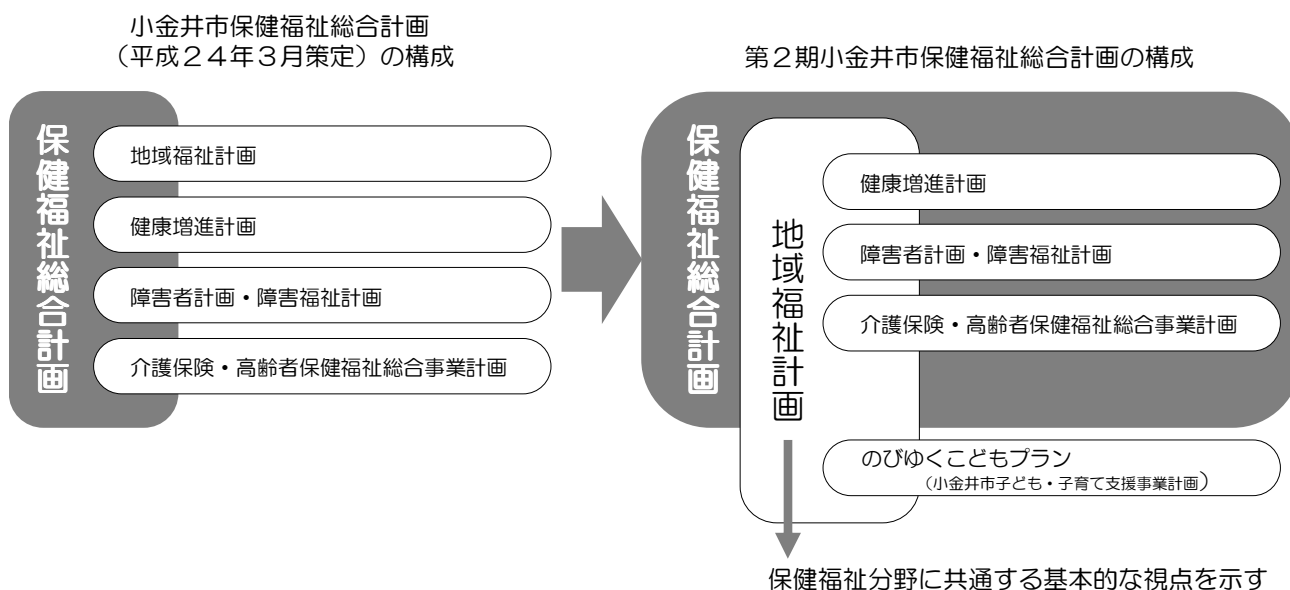 小金井市保健福祉総合計画
（平成２４年３月策定）の構成
保健福祉総合計画
地域福祉計画
健康増進計画
障害者計画・障害福祉計画
介護保険・高齢者保健福祉総合事業計画
第２期小金井市保健福祉総合計画の構成
保健福祉総合計画
地域福祉計画
健康増進計画
障害者計画・障害福祉計画
介護保険・高齢者保健福祉総合事業計画
のびゆくこどもプラン
（小金井市子ども・子育て支援事業計画）
保健福祉分野に共通する基本的な視点を示す